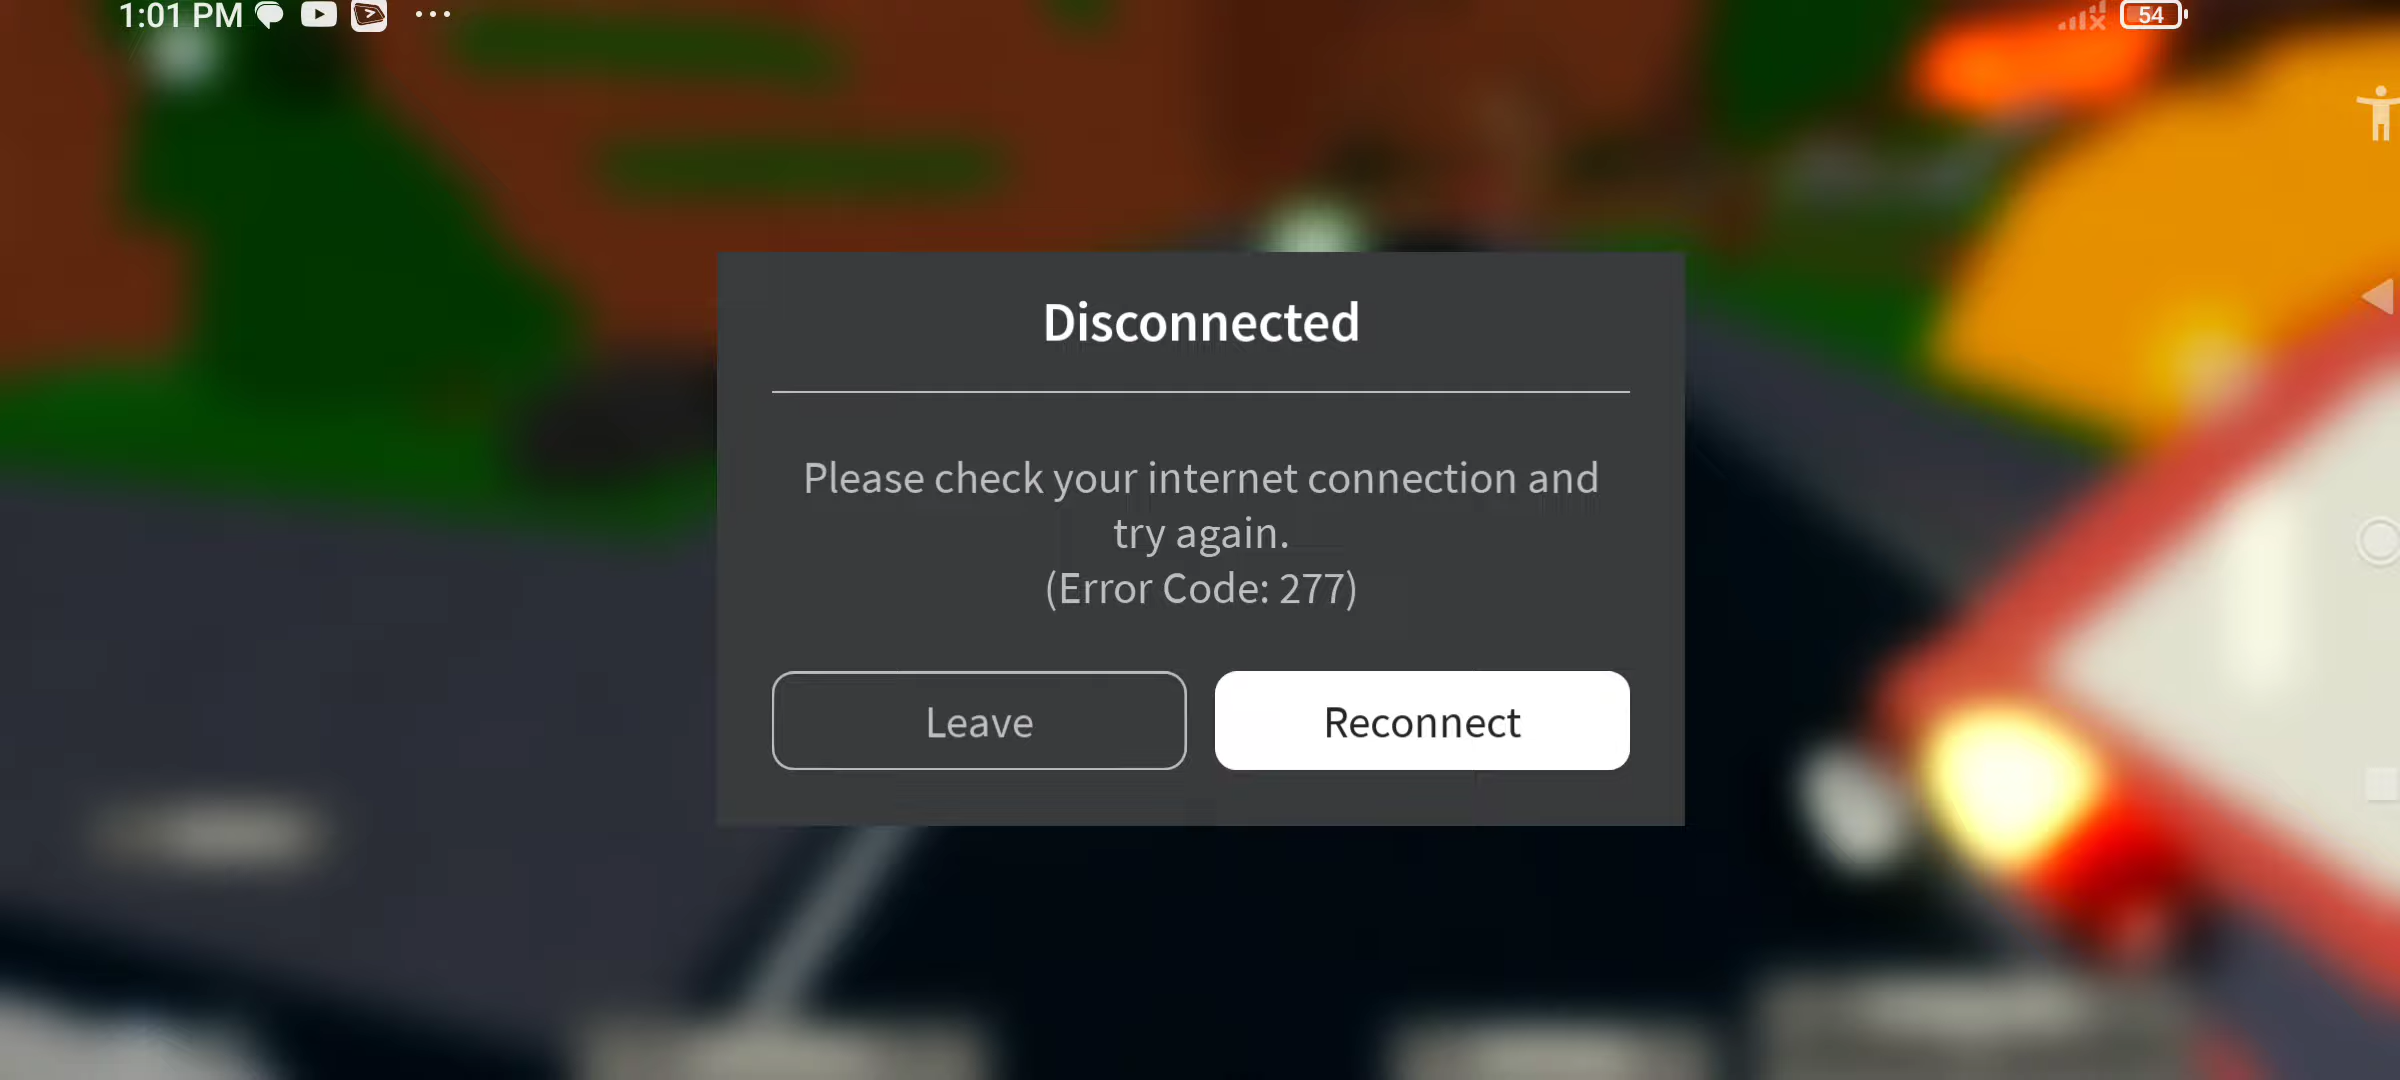 1:01 PM
54
Disconnected
Please check your internet connection and
try again.
(Error Code: 277)
Leave
Reconnect